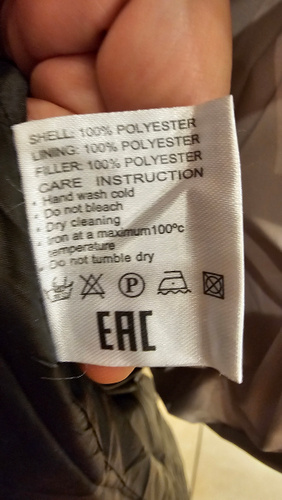 SHELL: 100% POLYESTER
LINING: 100% POLYESTER
FILLER: 100% POLYESTER
CARE INSTRUCTION
• Hand wash cold
• Do not bleach
• Dry cleaning
• Iron at a maximum100ºc
temperature
• Do not tumble dry
P
EAC